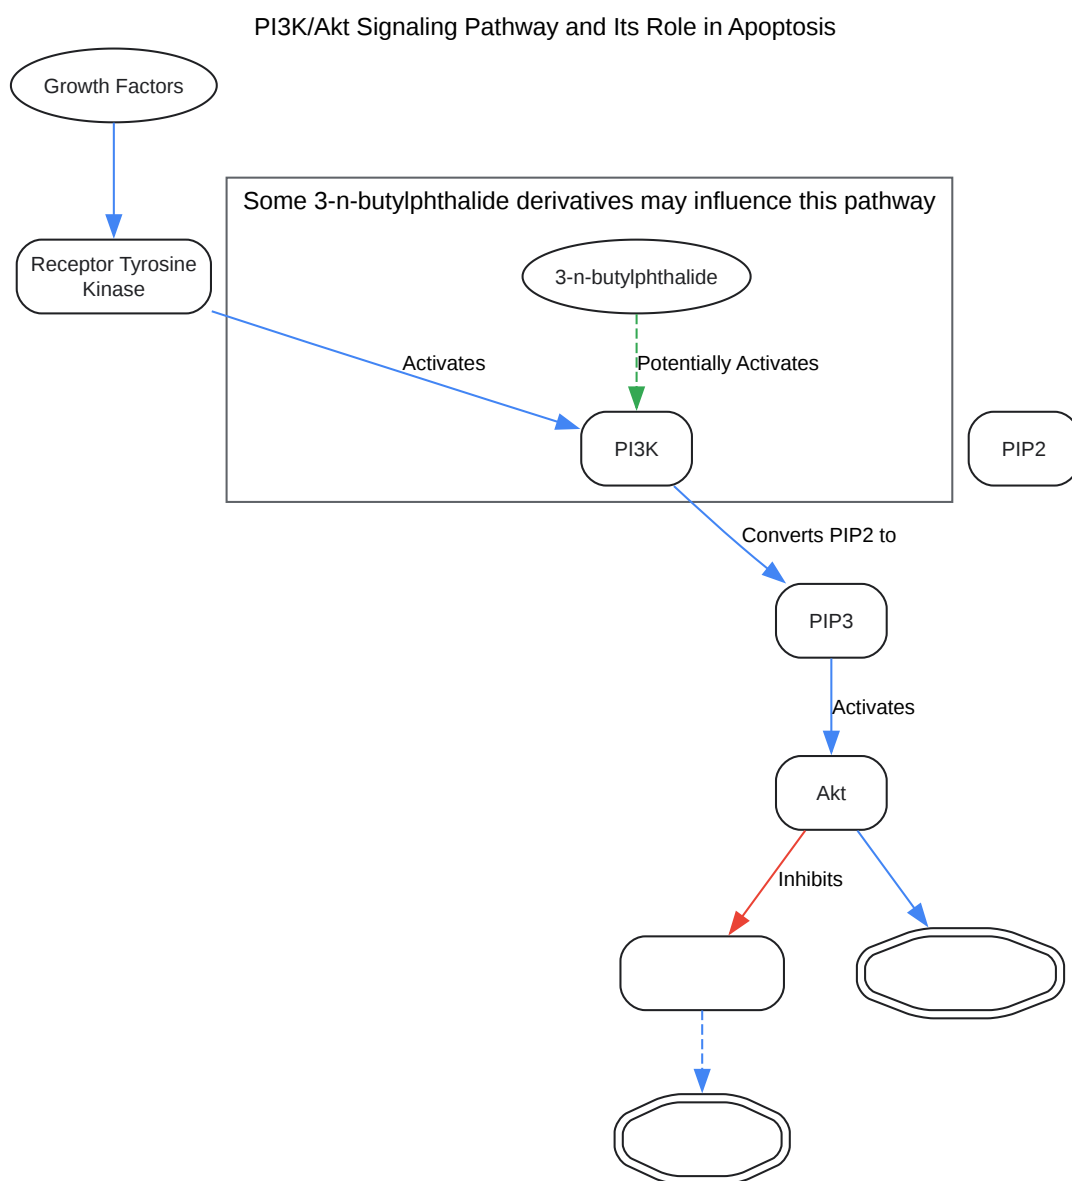 PI3K/Akt Signaling Pathway and Its Role in Apoptosis
Growth Factors
Some 3-n-butylphthalide derivatives may influence this pathway
Receptor Tyrosine
Kinase
3-n-butylphthalide
Activates
Potentially Activates
PI3K
PIP2
Converts PIP2 to
PIP3
Activates
Akt
Inhibits